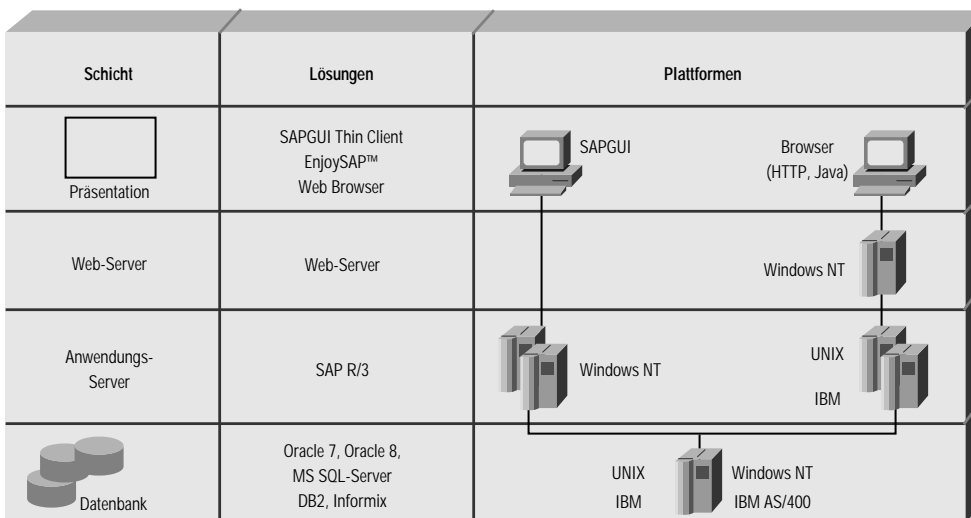 Schicht
Lösungen
Plattformen
Präsentation
SAPGUI Thin Client
EnjoySAP™
Web Browser
SAPGUI
Browser
(HTTP, Java)
Web-Server
Web-Server
Windows NT
Anwendungs-
Server
SAP R/3
Windows NT
UNIX
IBM
Datenbank
Oracle 7, Oracle 8,
MS SQL-Server
DB2, Informix
UNIX
IBM
Windows NT
IBM AS/400